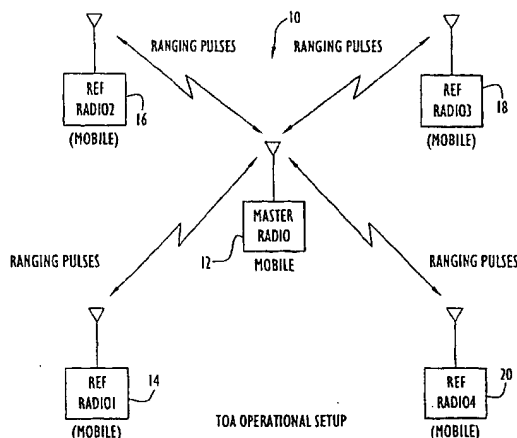 10
RANGING PULSES
RANGING PULSES
REF
RADIO2
16
(MOBILE)
REF
RADIO3
18
(MOBILE)
MASTER
RADIO
12
MOBILE
RANGING PULSES
RANGING PULSES
REF
RADIO1
14
(MOBILE)
REF
RADIO4
20
(MOBILE)
TOA OPERATIONAL SETUP